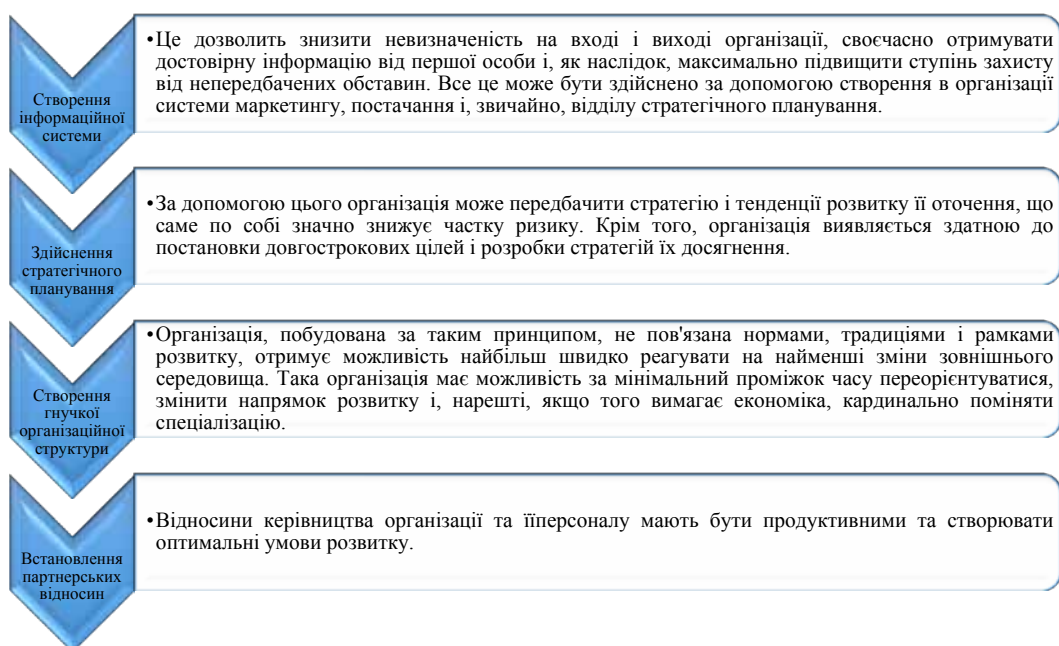 Створення
інформаційної
системи
•Це дозволить знизити невизначеність на вході і виході організації, своєчасно отримувати
достовірну інформацію від першої особи і, як наслідок, максимально підвищити ступінь захисту
від непередбачених обставин. Все це може бути здійснено за допомогою створення в організації
системи маркетингу, постачання і, звичайно, відділу стратегічного планування.
Здійснення
стратегічного
планування
•За допомогою цього організація може передбачити стратегію і тенденції розвитку її оточення, що
саме по собі значно знижує частку ризику. Крім того, організація виявляється здатною до
постановки довгострокових цілей і розробки стратегій їх досягнення.
Створення
гнучкої
організаційної
структури
•Організація, побудована за таким принципом, не пов'язана нормами, традиціями і рамками
розвитку, отримує можливість найбільш швидко реагувати на найменші зміни зовнішнього
середовища. Така організація має можливість за мінімальний проміжок часу переорієнтуватися,
змінити напрямок розвитку і, нарешті, якщо того вимагає економіка, кардинально поміняти
спеціалізацію.
Встановлення
партнерських
відносин
•Відносини керівництва організації та їїперсоналу мають бути продуктивними та створювати
оптимальні умови розвитку.